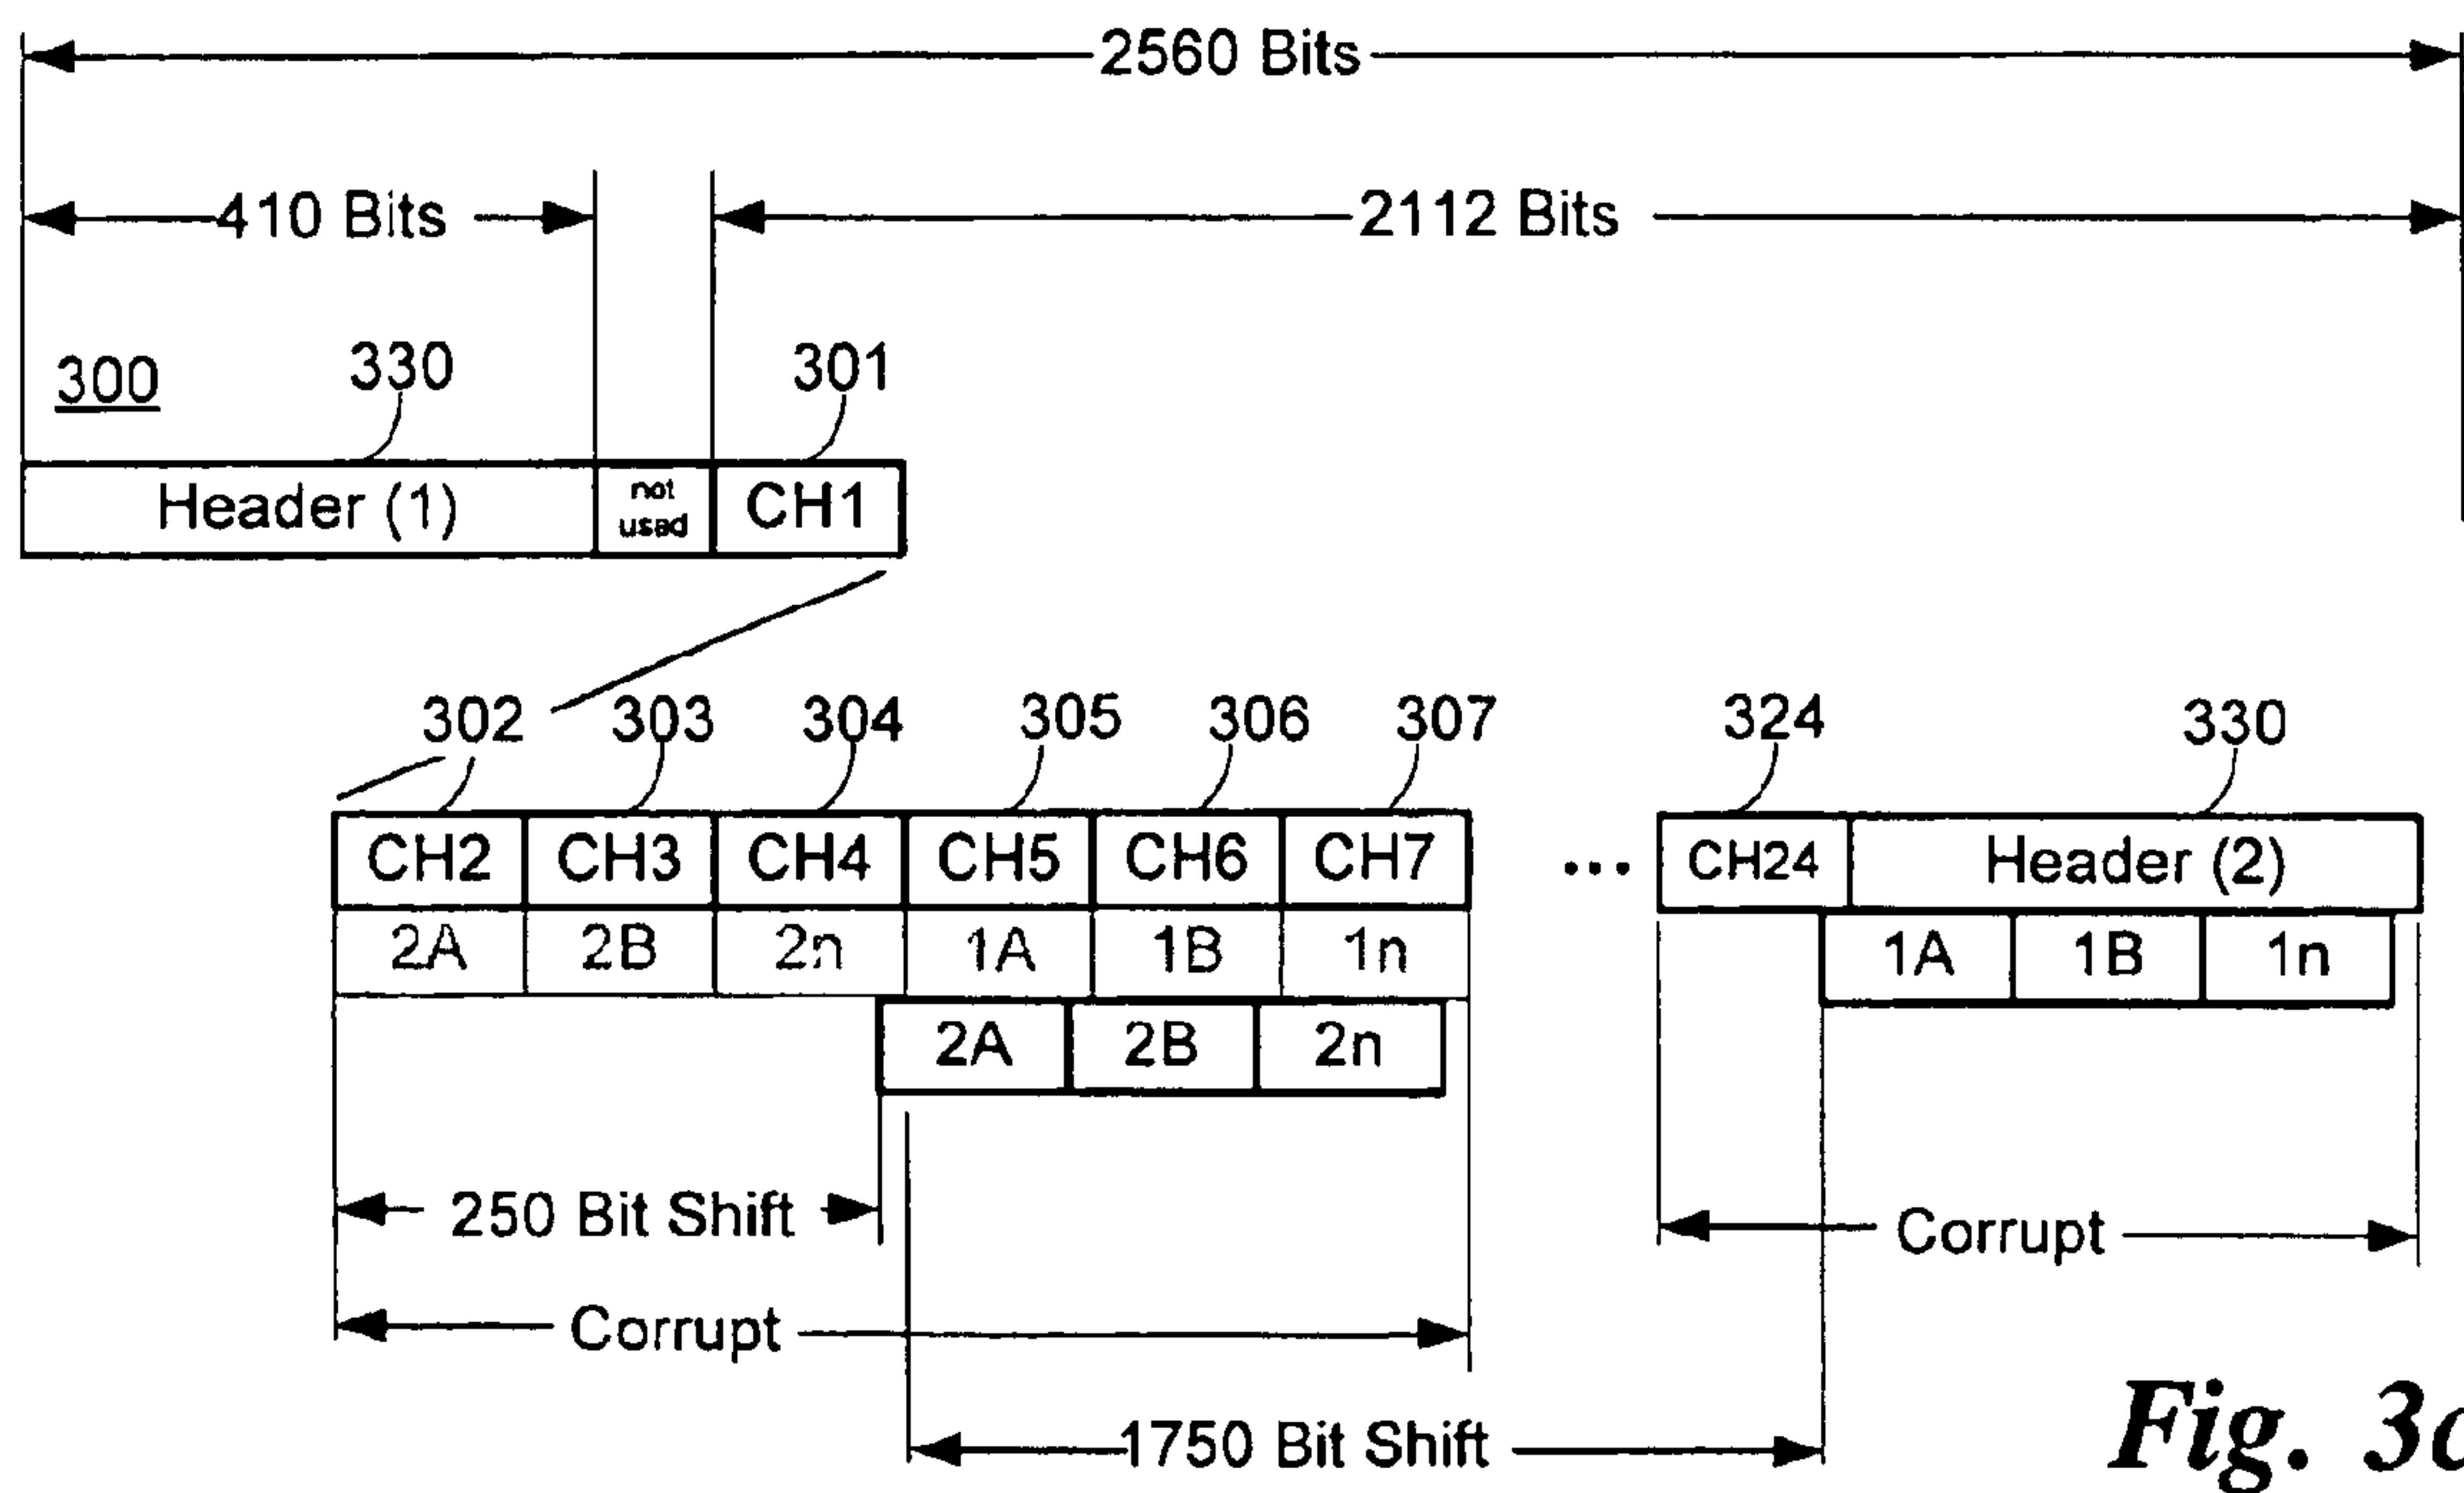 2560 Bits
410 Bits
2112 Bits
300
330
301
Header (1)
not
used
CH1
302
303
304
305
306
307
324
330
CH2
CH3
CH4
CH5
CH6
CH7
...
CH24
Header (2)
2A
2B
2n
1A
1B
1n
1A
1B
1n
2A
2B
2n
250 Bit Shift
Corrupt
Corrupt
1750 Bit Shift
Fig.